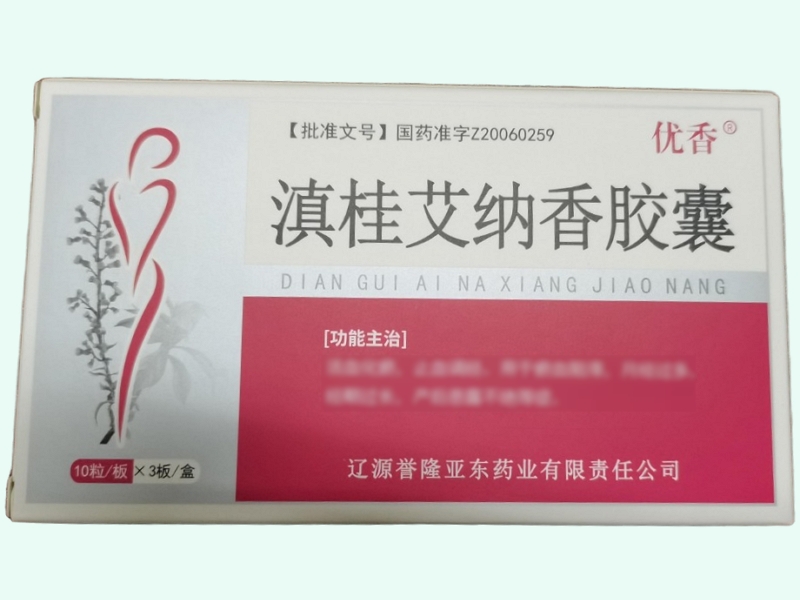 【批准文号】国药准字Z20060259
优香®
滇桂艾纳香胶囊
DIAN GUI AI NA XIANG JIAO NANG
[功能主治]
10粒/板×3板/盒
辽源誉隆亚东药业有限责任公司